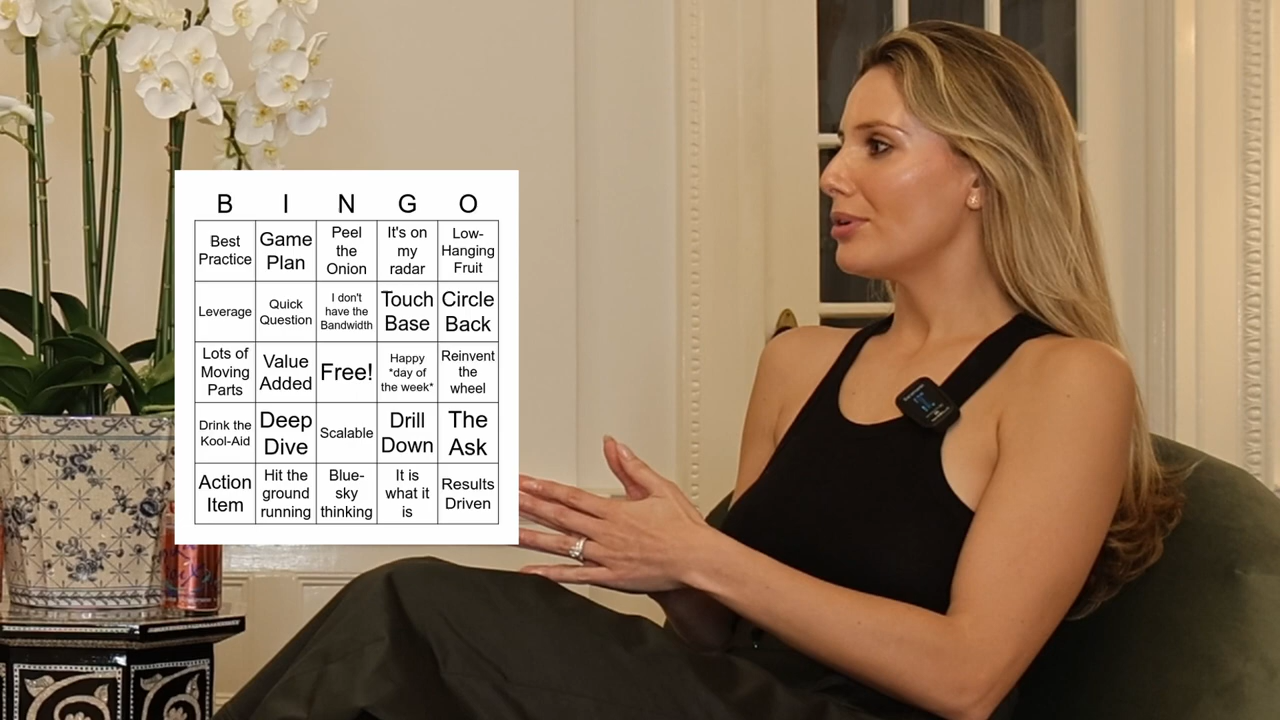 B I N G O
Best
Practice
Game
Plan
Peel
the
Onion
It's on
my
radar
Low-
Hanging
Fruit
Leverage
Quick
Question
I don't
have the
Bandwidth
Touch
Base
Circle
Back
Lots of
Moving
Parts
Value
Added
Free!
Happy
*day of
the week*
Reinvent
the
wheel
Drink the
Kool-Aid
Deep
Dive
Scalable
Drill
Down
The
Ask
Action
Item
Hit the
ground
running
Blue-
sky
thinking
It is
what it
is
Results
Driven